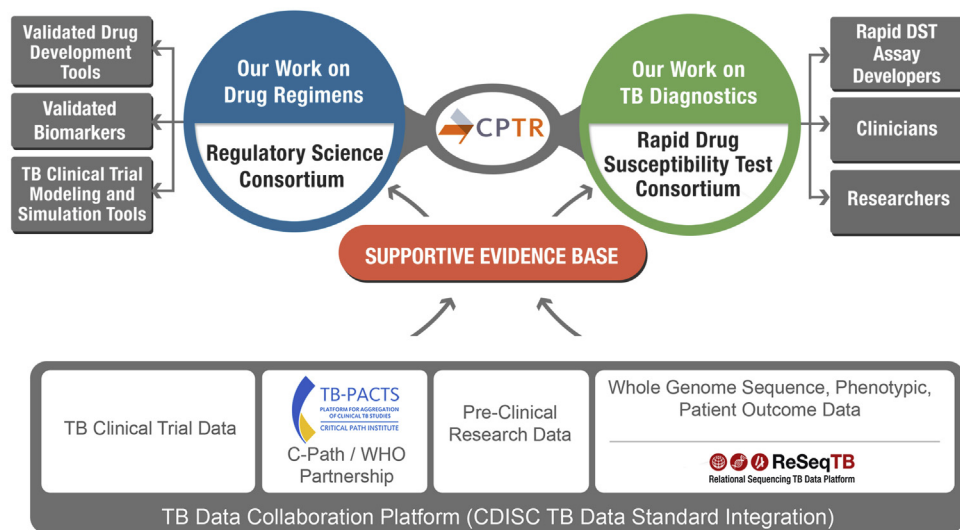 Validated Drug
Development
Tools
Validated
Biomarkers
TB Clinical Trial
Modeling and
Simulation Tools
Our Work on
Drug Regimens
Regulatory Science
Consortium
CPTR
Our Work on
TB Diagnostics
Rapid Drug
Susceptibility Test
Consortium
Rapid DST
Assay
Developers
Clinicians
Researchers
SUPPORTIVE EVIDENCE BASE
TB Clinical Trial Data
TB-PACTS
PLATFORM FOR AGGREGATION
OF CLINICAL TB STUDIES
CRITICAL PATH INSTITUTE
C-Path / WHO
Partnership
Pre-Clinical
Research Data
Whole Genome Sequence, Phenotypic,
Patient Outcome Data
ReSeqTB
Relational Sequencing TB Data Platform
TB Data Collaboration Platform (CDISC TB Data Standard Integration)